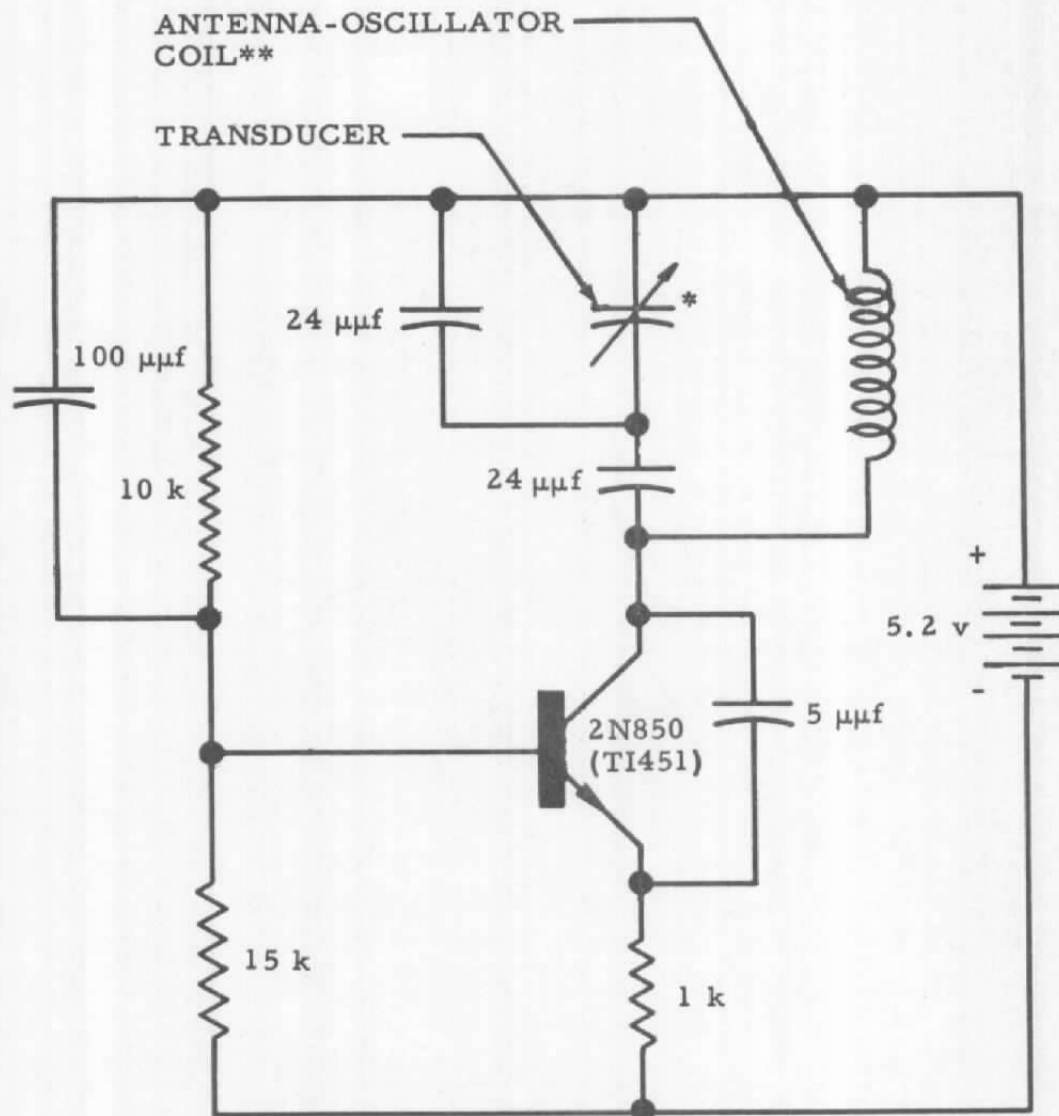 ANTENNA-OSCILLATOR
COIL**
TRANSDUCER
24 μμf
*
100 μμf
10 k
24 μμf
+
5.2 v
-
2N850
(TI451)
5 μμf
15 k
1 k